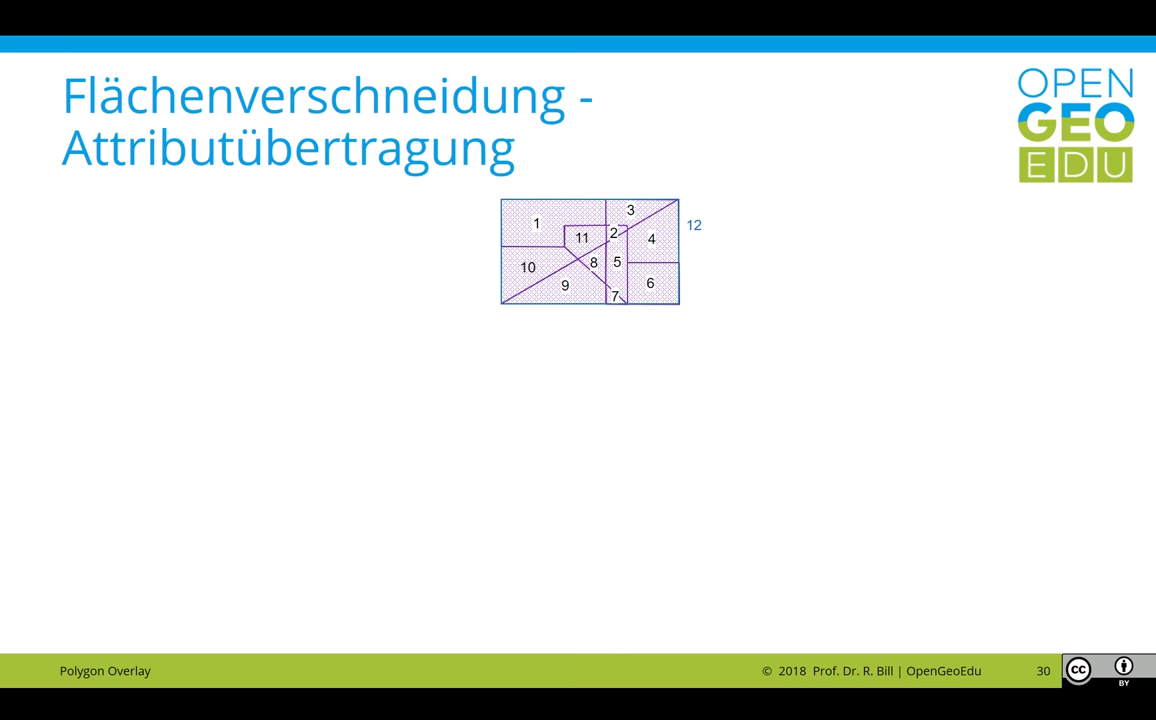 Flächenverschneidung -
Attributübertragung
OPEN
GEO
EDU
1
3
12
11
2
4
10
8
5
9
6
7
Polygon Overlay
© 2018 Prof. Dr. R. Bill | OpenGeoEdu
30
cc
BY